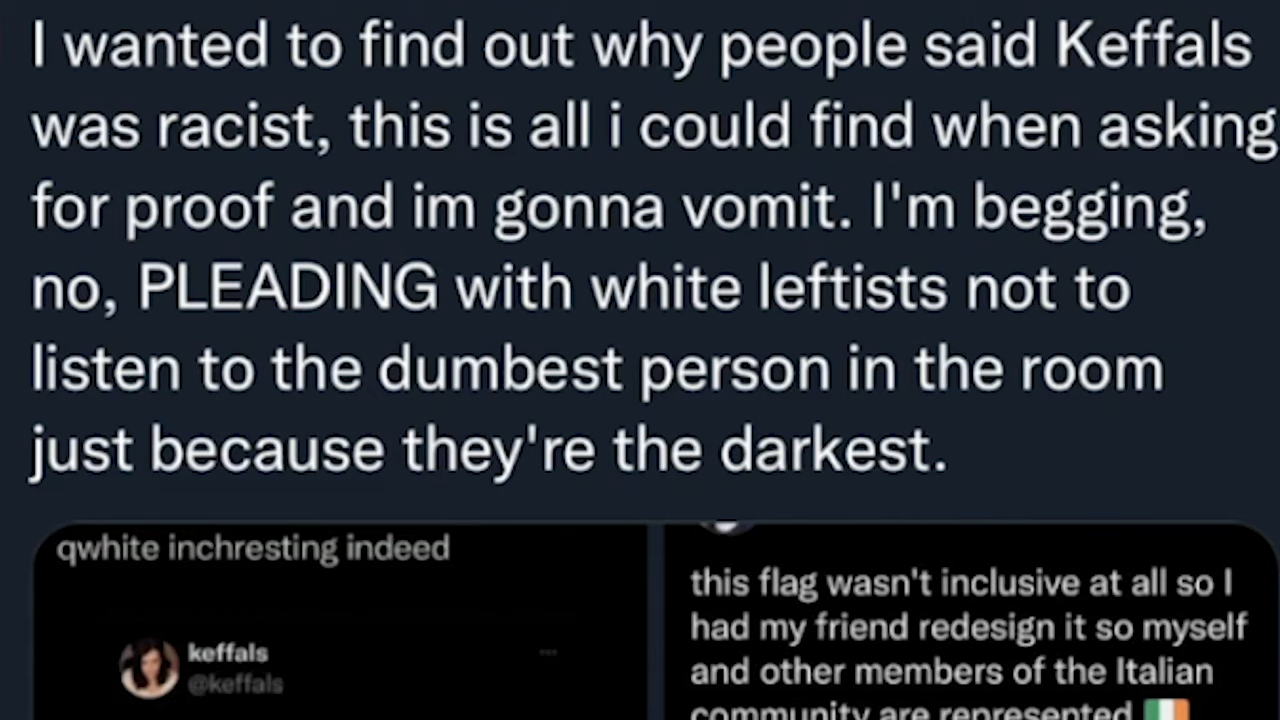 I wanted to find out why people said Keffals
was racist, this is all i could find when asking
for proof and im gonna vomit. I'm begging,
no, PLEADING with white leftists not to
listen to the dumbest person in the room
just because they're the darkest.
qwhite inchresting indeed
keffals
@keffals
this flag wasn't inclusive at all so I
had my friend redesign it so myself
and other members of the Italian
community are represented 🇮🇪